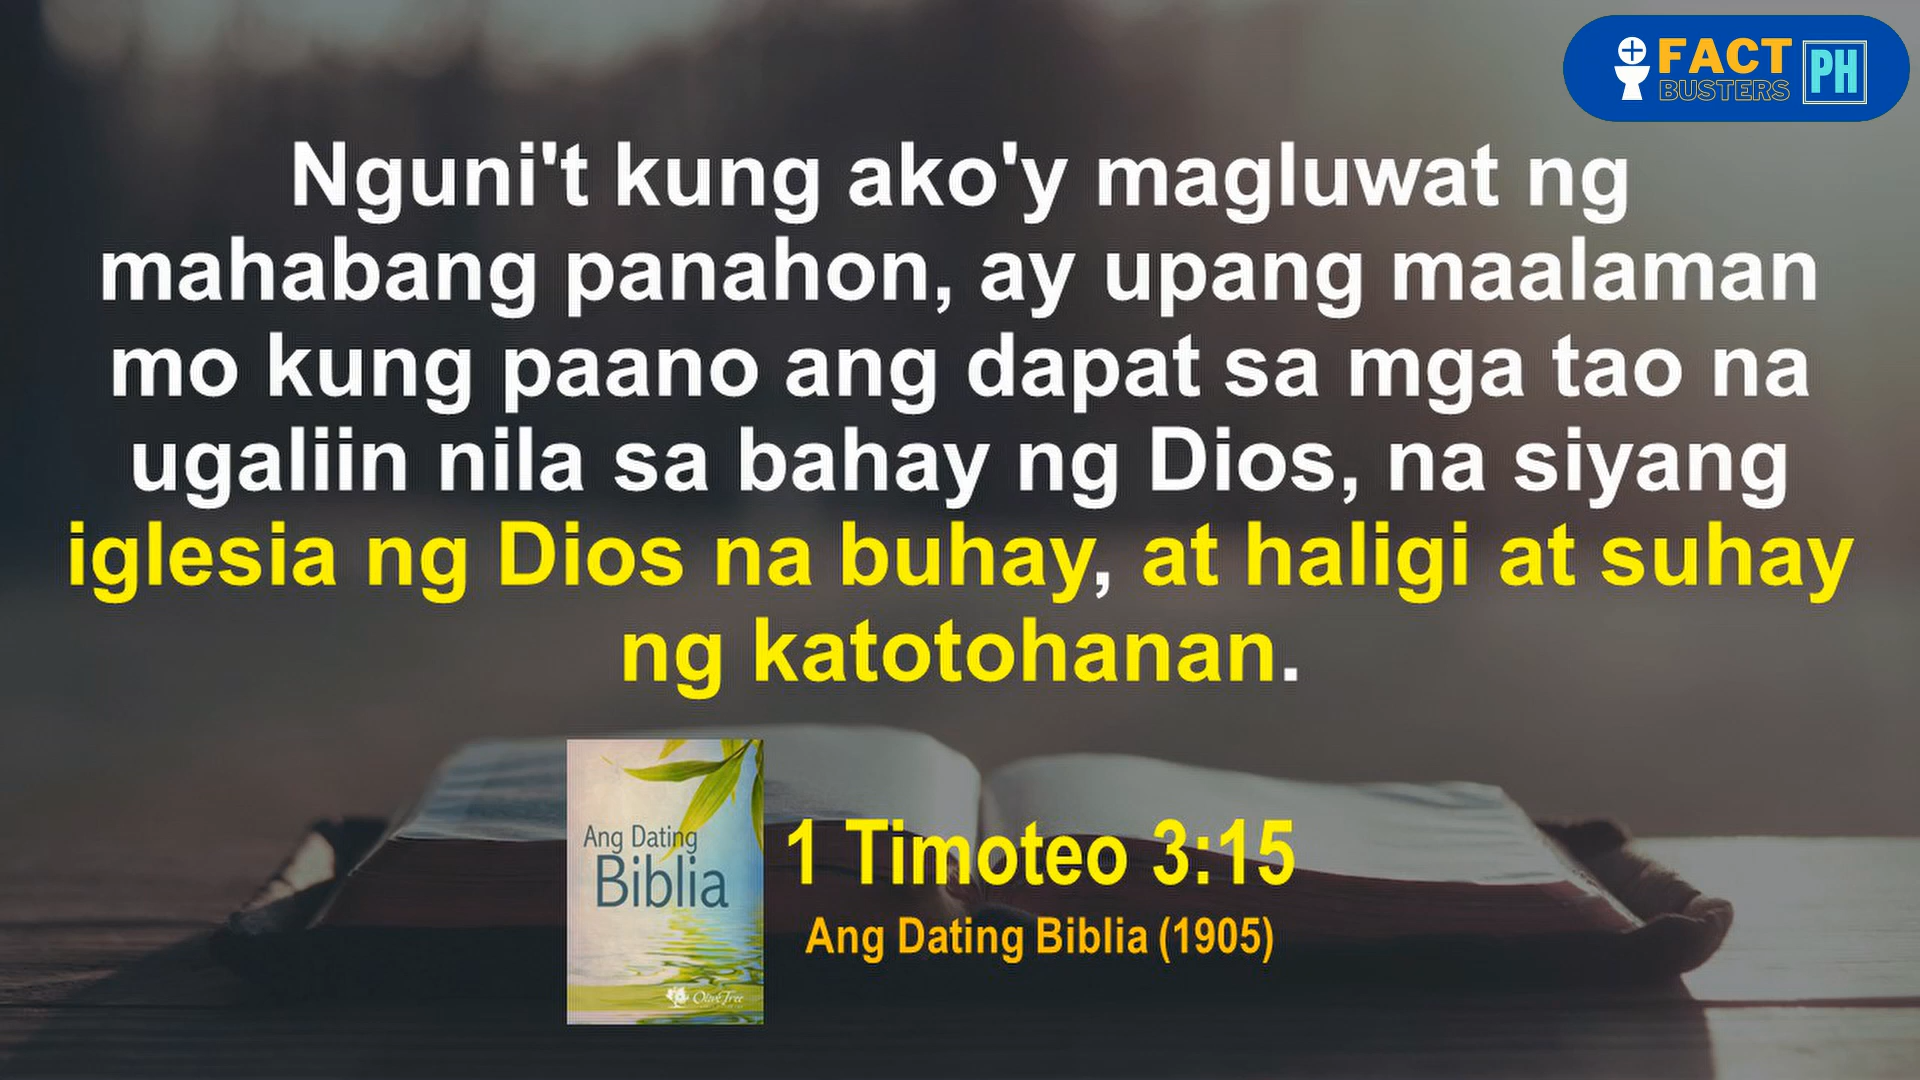 FACT
BUSTERS
PH
Nguni't kung ako'y magluwat ng
mahabang panahon, ay upang maalaman
mo kung paano ang dapat sa mga tao na
ugaliin nila sa bahay ng Dios, na siyang
iglesia ng Dios na buhay, at haligi at suhay
ng katotohanan.
Ang Dating
Biblia
OliveTree
1 Timoteo 3:15
Ang Dating Biblia (1905)